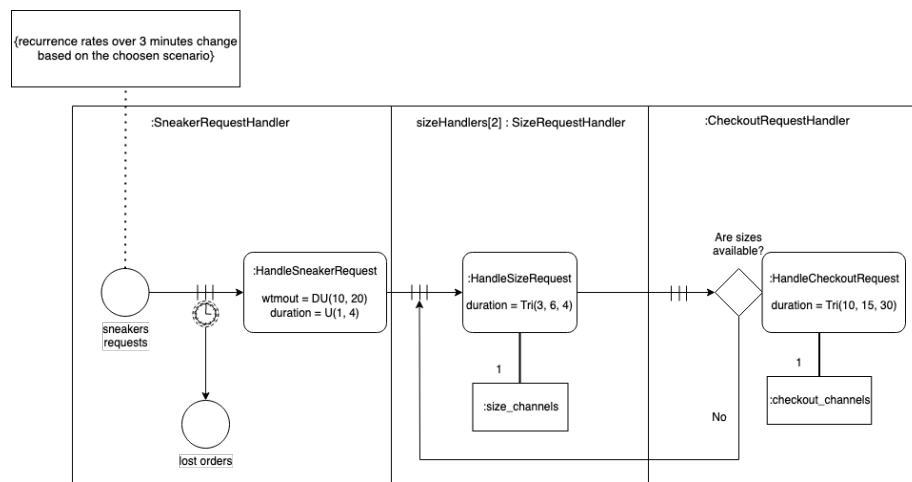 {recurrence rates over 3 minutes change
based on the choosen scenario}
:SneakerRequestHandler
sizeHandlers[2] : SizeRequestHandler
:CheckoutRequestHandler
Are sizes
available?
:HandleSneakerRequest
wtmout = DU(10, 20)
duration = U(1, 4)
:HandleSizeRequest
duration = Tri(3, 6, 4)
:HandleCheckoutRequest
duration = Tri(10, 15, 30)
sneakers
requests
1
1
:size_channels
:checkout_channels
No
lost orders